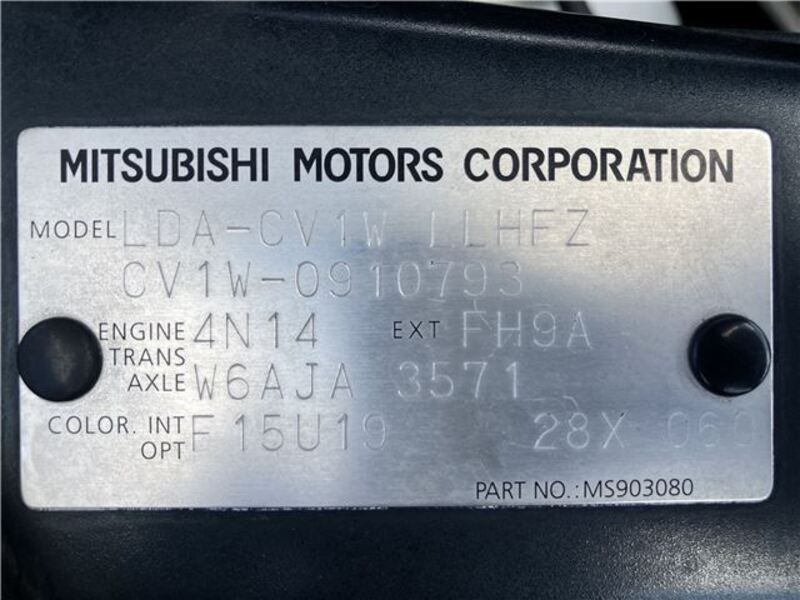 MITSUBISHI MOTORS CORPORATION
MODEL LDA-CV1W LLHFZ
CV1W-0910793
ENGINE 4N14 EXT FH9A
TRANS
AXLE W6AJA 3571
COLOR. INT F15U19 28X 060
OPT
PART NO.: MS903080